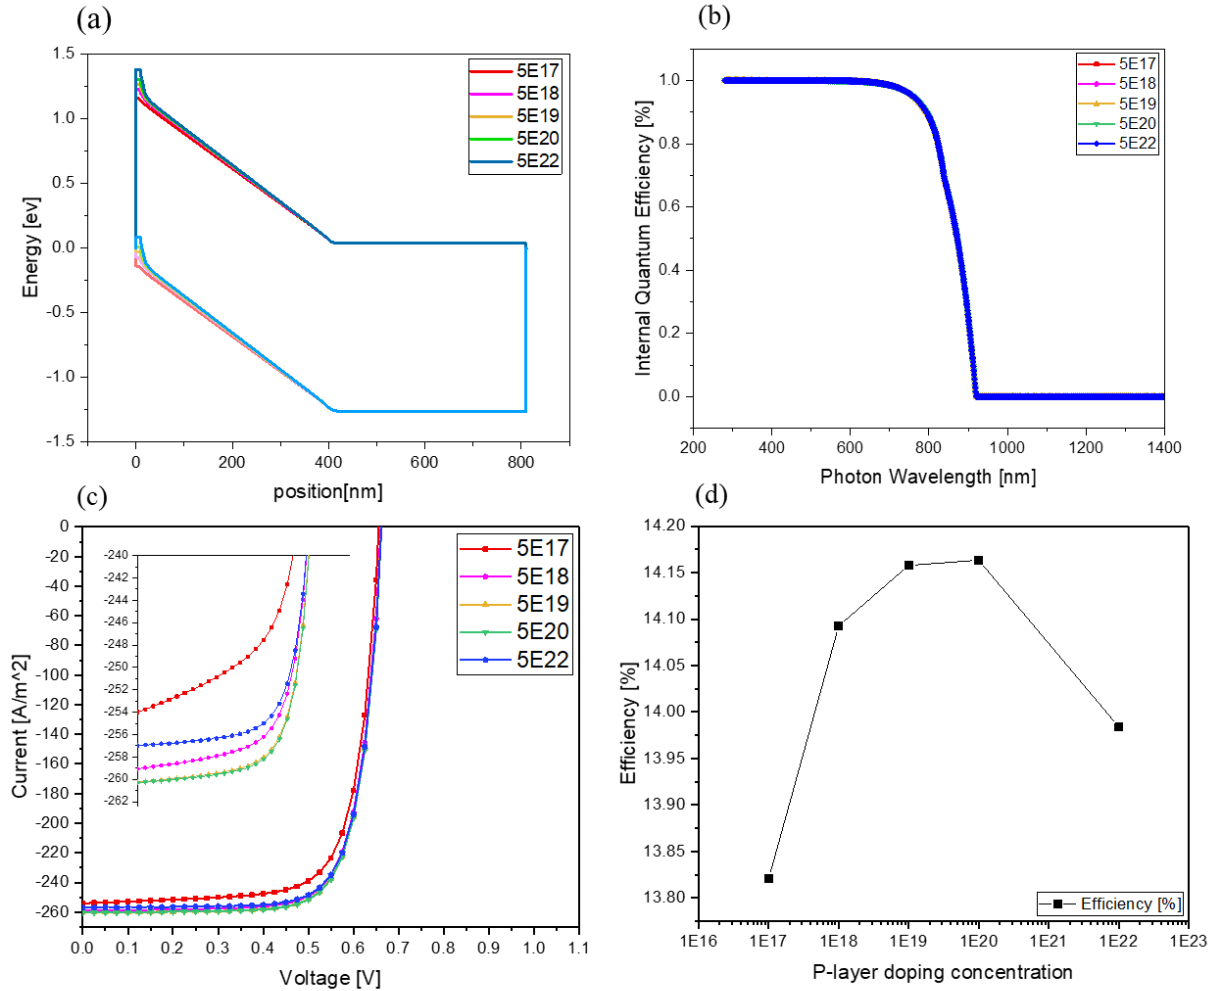 (a)
1.5
1.0
0.5
0.0
-0.5
-1.0
-1.5
Energy [ev]
0
200
400
600
800
position[nm]
5E17
5E18
5E19
5E20
5E22
(b)
1.0
0.8
0.6
0.4
0.2
0.0
Internal Quantum Efficiency [%]
200
400
600
800
1000
1200
1400
Photon Wavelength [nm]
5E17
5E18
5E19
5E20
5E22
(c)
0
-20
-40
-60
-80
-100
-120
-140
-160
-180
-200
-220
-240
-260
Current [A/m^2]
-240
-242
-244
-246
-248
-250
-252
-254
-256
-258
-260
-262
5E17
5E18
5E19
5E20
5E22
0.0
0.1
0.2
0.3
0.4
0.5
0.6
0.7
0.8
0.9
1.0
1.1
Voltage [V]
(d)
14.20
14.15
14.10
14.05
14.00
13.95
13.90
13.85
13.80
Efficiency [%]
Efficiency [%]
1E16
1E17
1E18
1E19
1E20
1E21
1E22
1E23
P-layer doping concentration